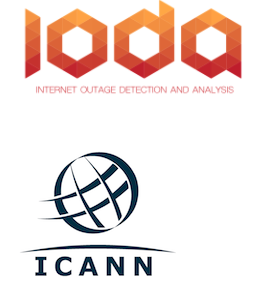 ioda
INTERNET OUTAGE DETECTION AND ANALYSIS
ICANN